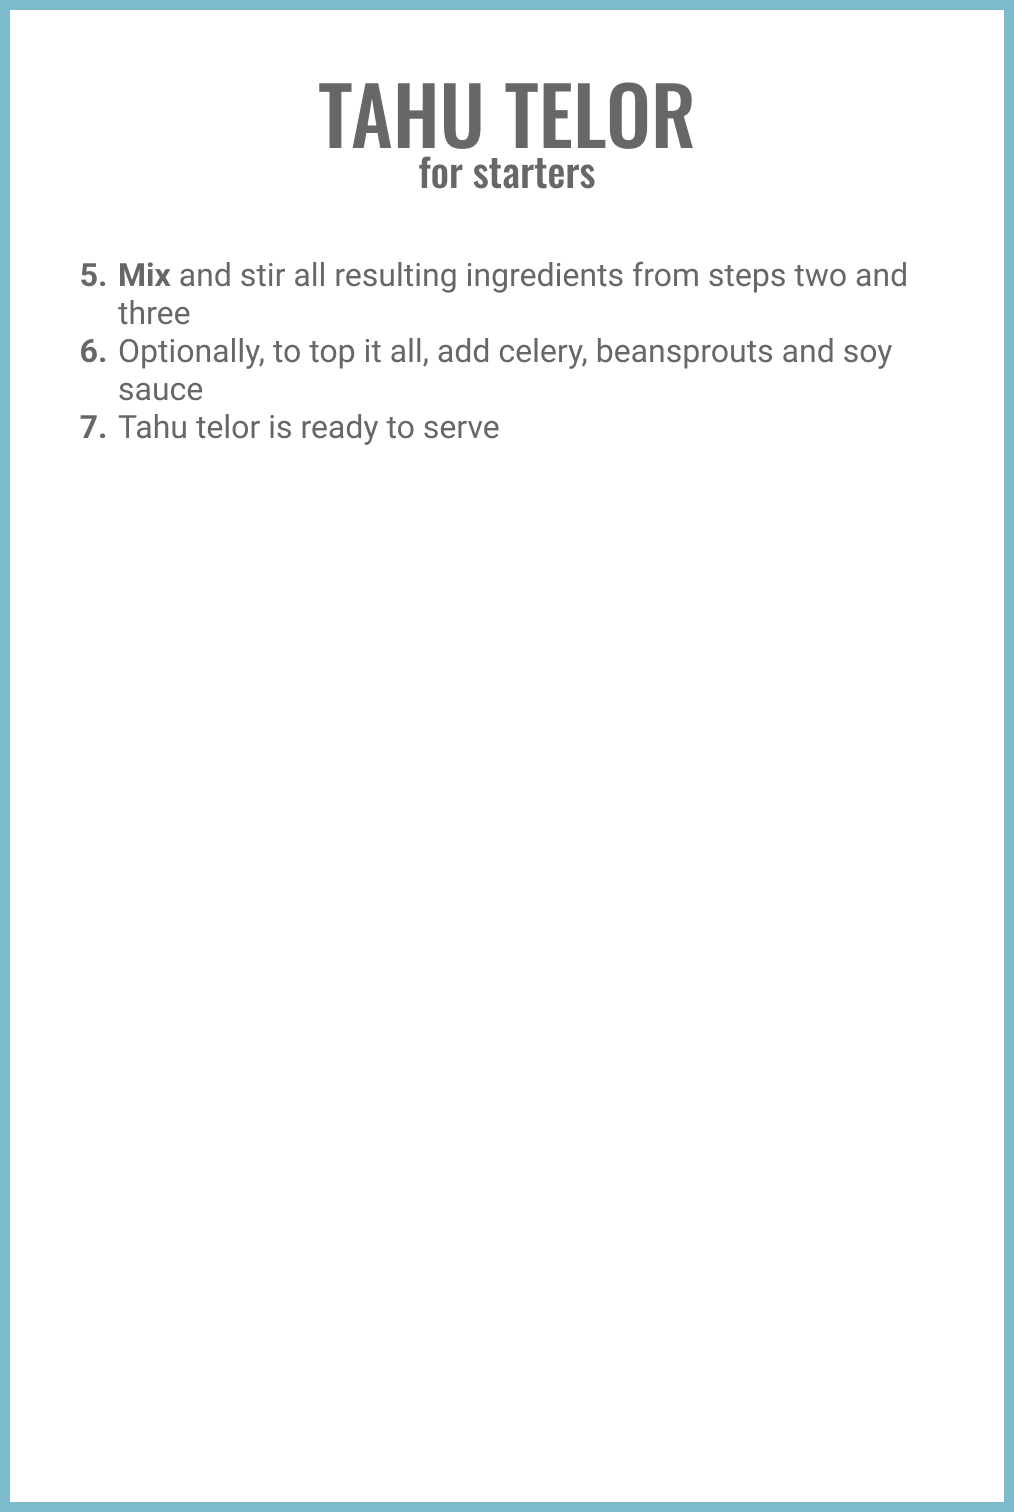 TAHU TELOR
for starters
5. Mix and stir all resulting ingredients from steps two and
three
6. Optionally, to top it all, add celery, beansprouts and soy
sauce
7. Tahu telor is ready to serve